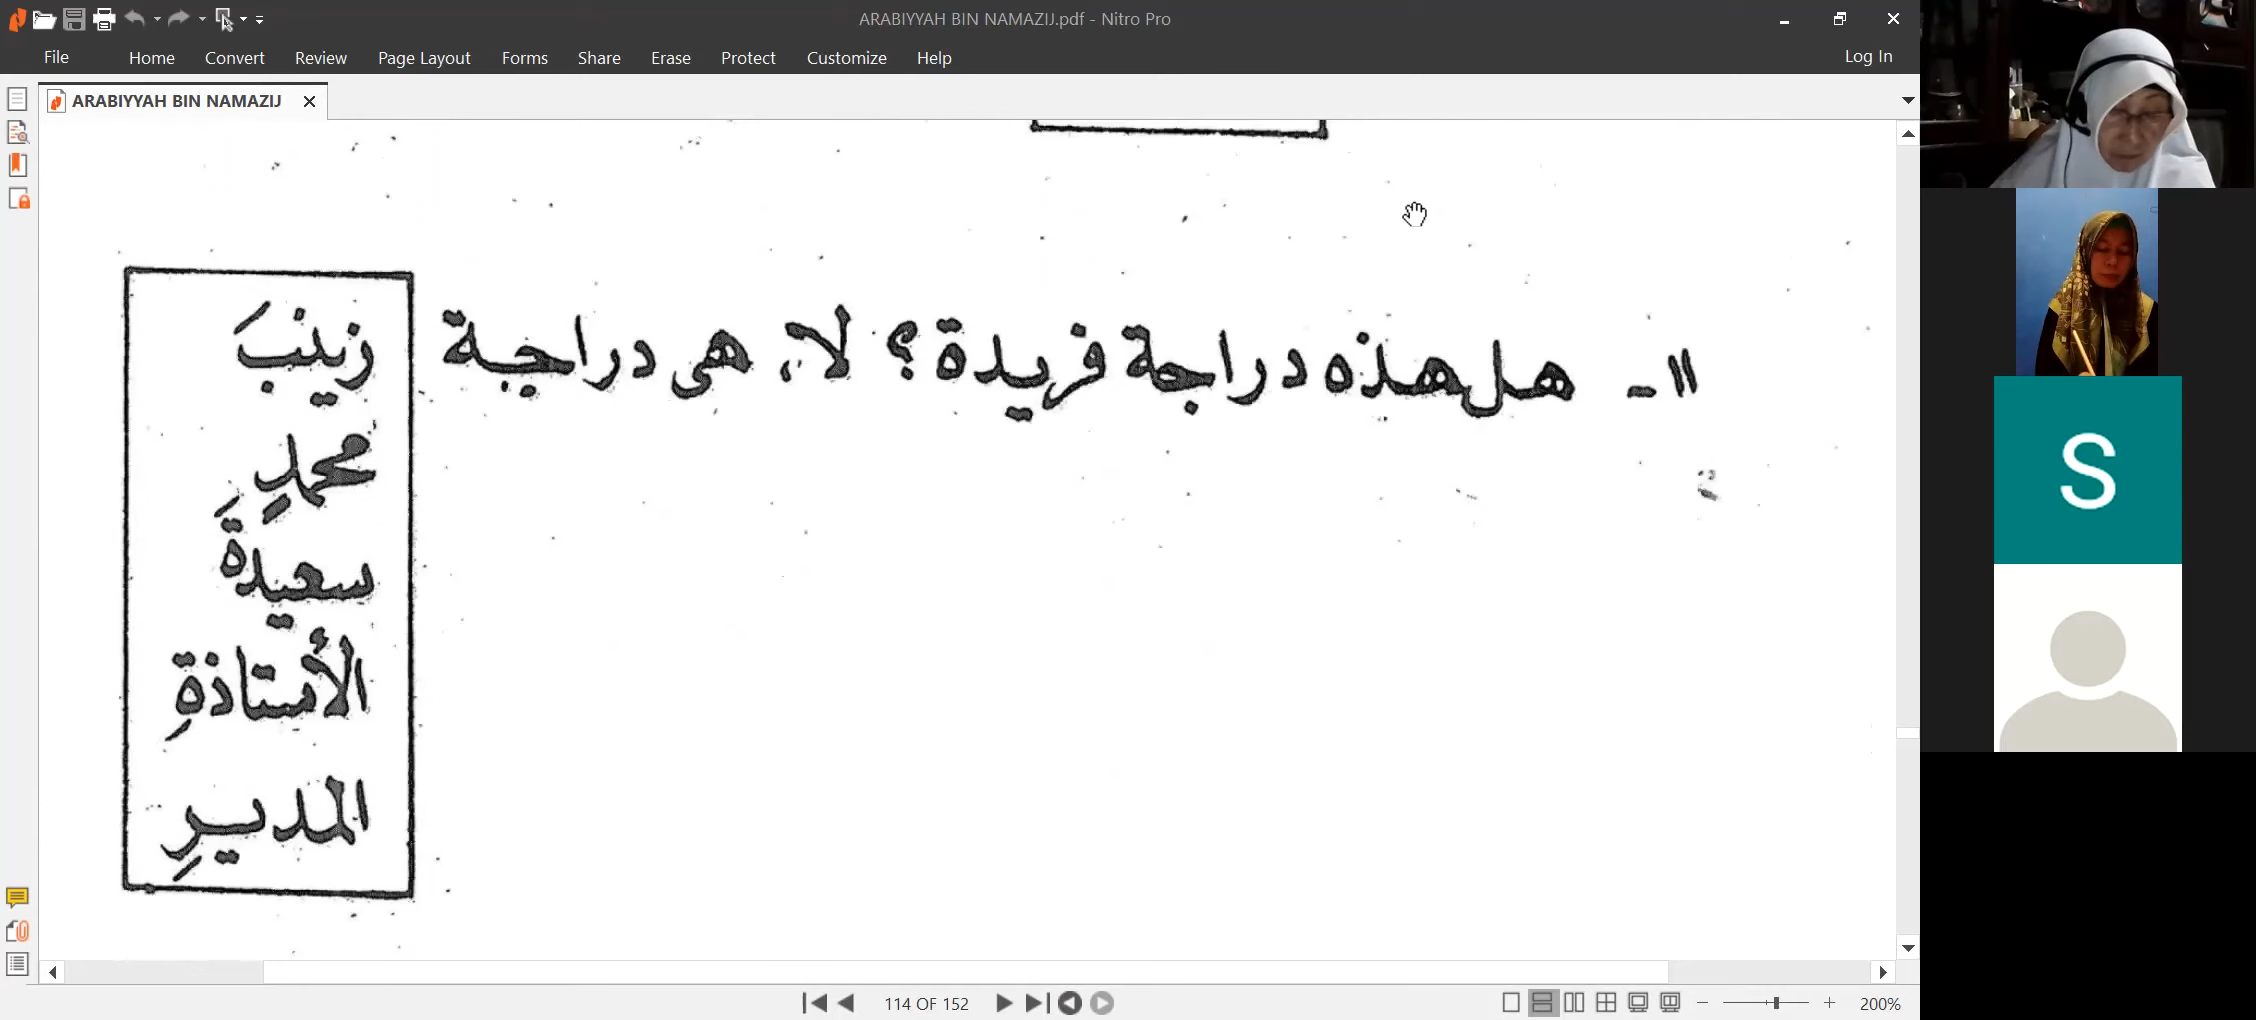 ARABIYYAH BIN NAMAZIJ.pdf - Nitro Pro
File Home Convert Review Page Layout Forms Share Erase Protect Customize Help Log In
ARABIYYAH BIN NAMAZIJ
١١ - هل هذه دراجة فريدة؟ لا، هى دراجة
زينبَ
محمدٍ
سعيدةَ
الأستاذةِ
المديرِ
S
114 OF 152
200%